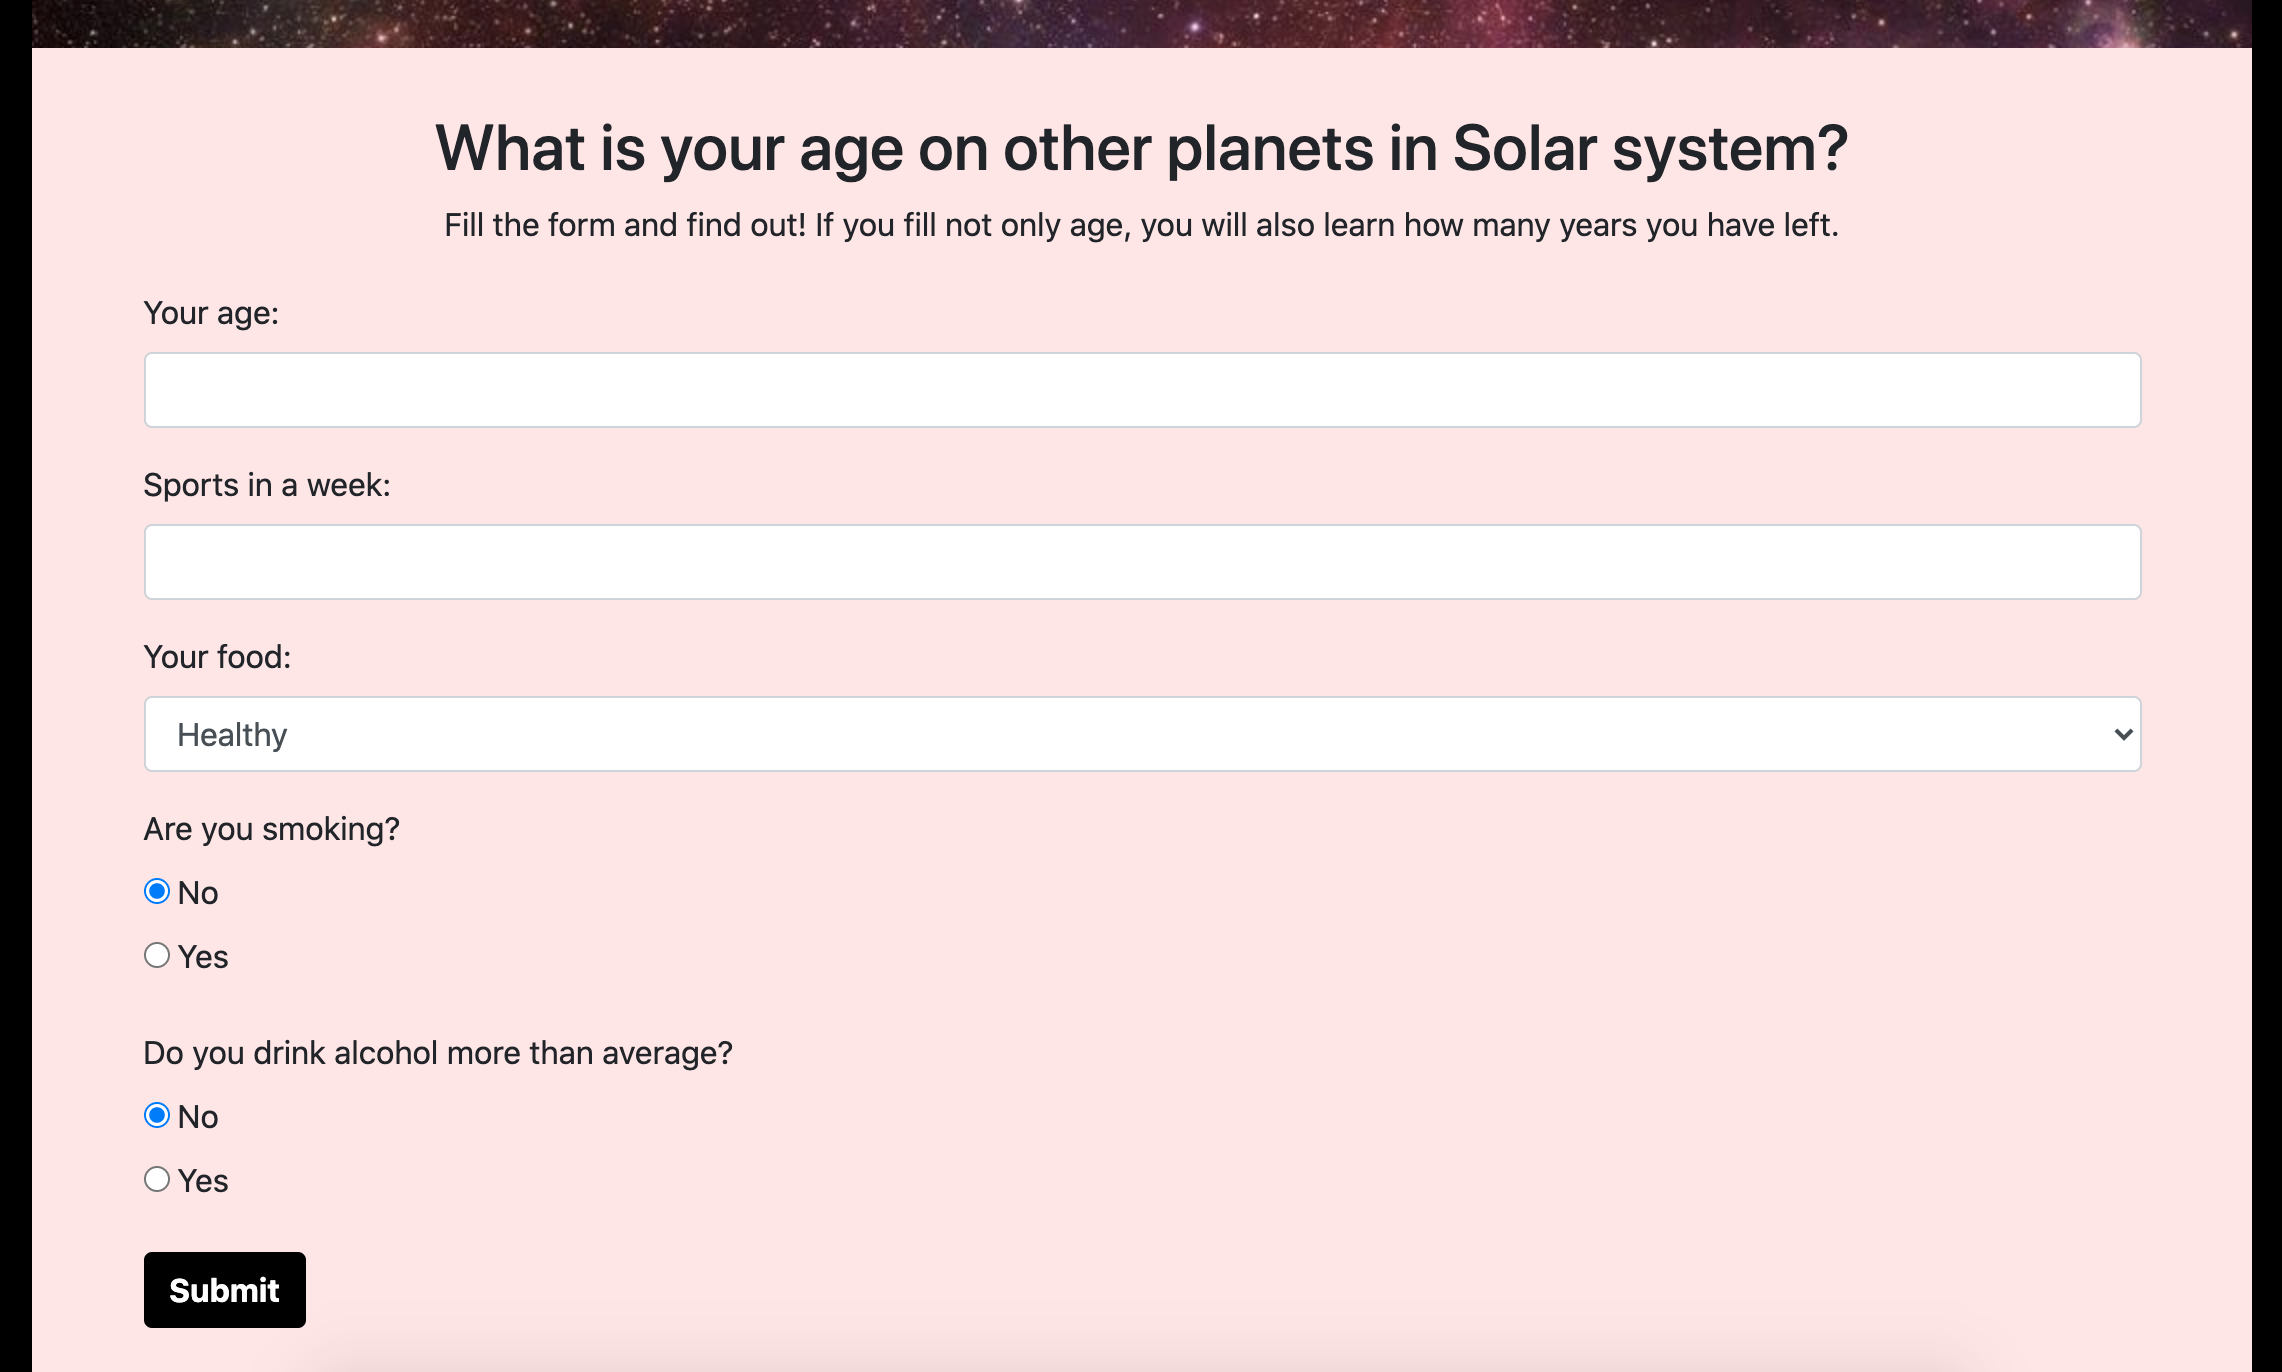 What is your age on other planets in Solar system?
Fill the form and find out! If you fill not only age, you will also learn how many years you have left.
Your age:
Sports in a week:
Your food:
Healthy
Are you smoking?
No
Yes
Do you drink alcohol more than average?
No
Yes
Submit